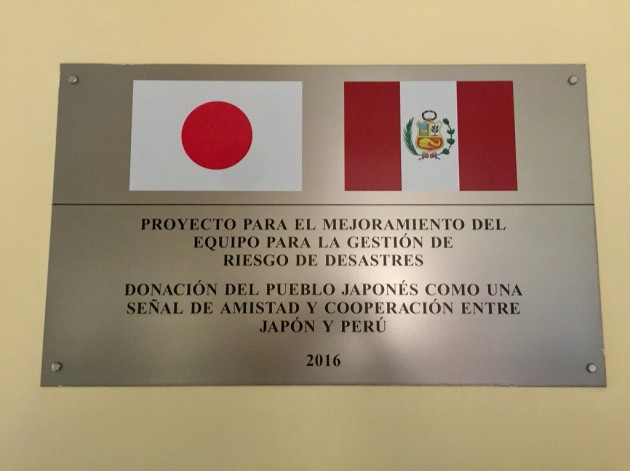 PROYECTO PARA EL MEJORAMIENTO DEL
EQUIPO PARA LA GESTIÓN DE
RIESGO DE DESASTRES
DONACIÓN DEL PUEBLO JAPONÉS COMO UNA
SEÑAL DE AMISTAD Y COOPERACIÓN ENTRE
JAPÓN Y PERÚ
2016